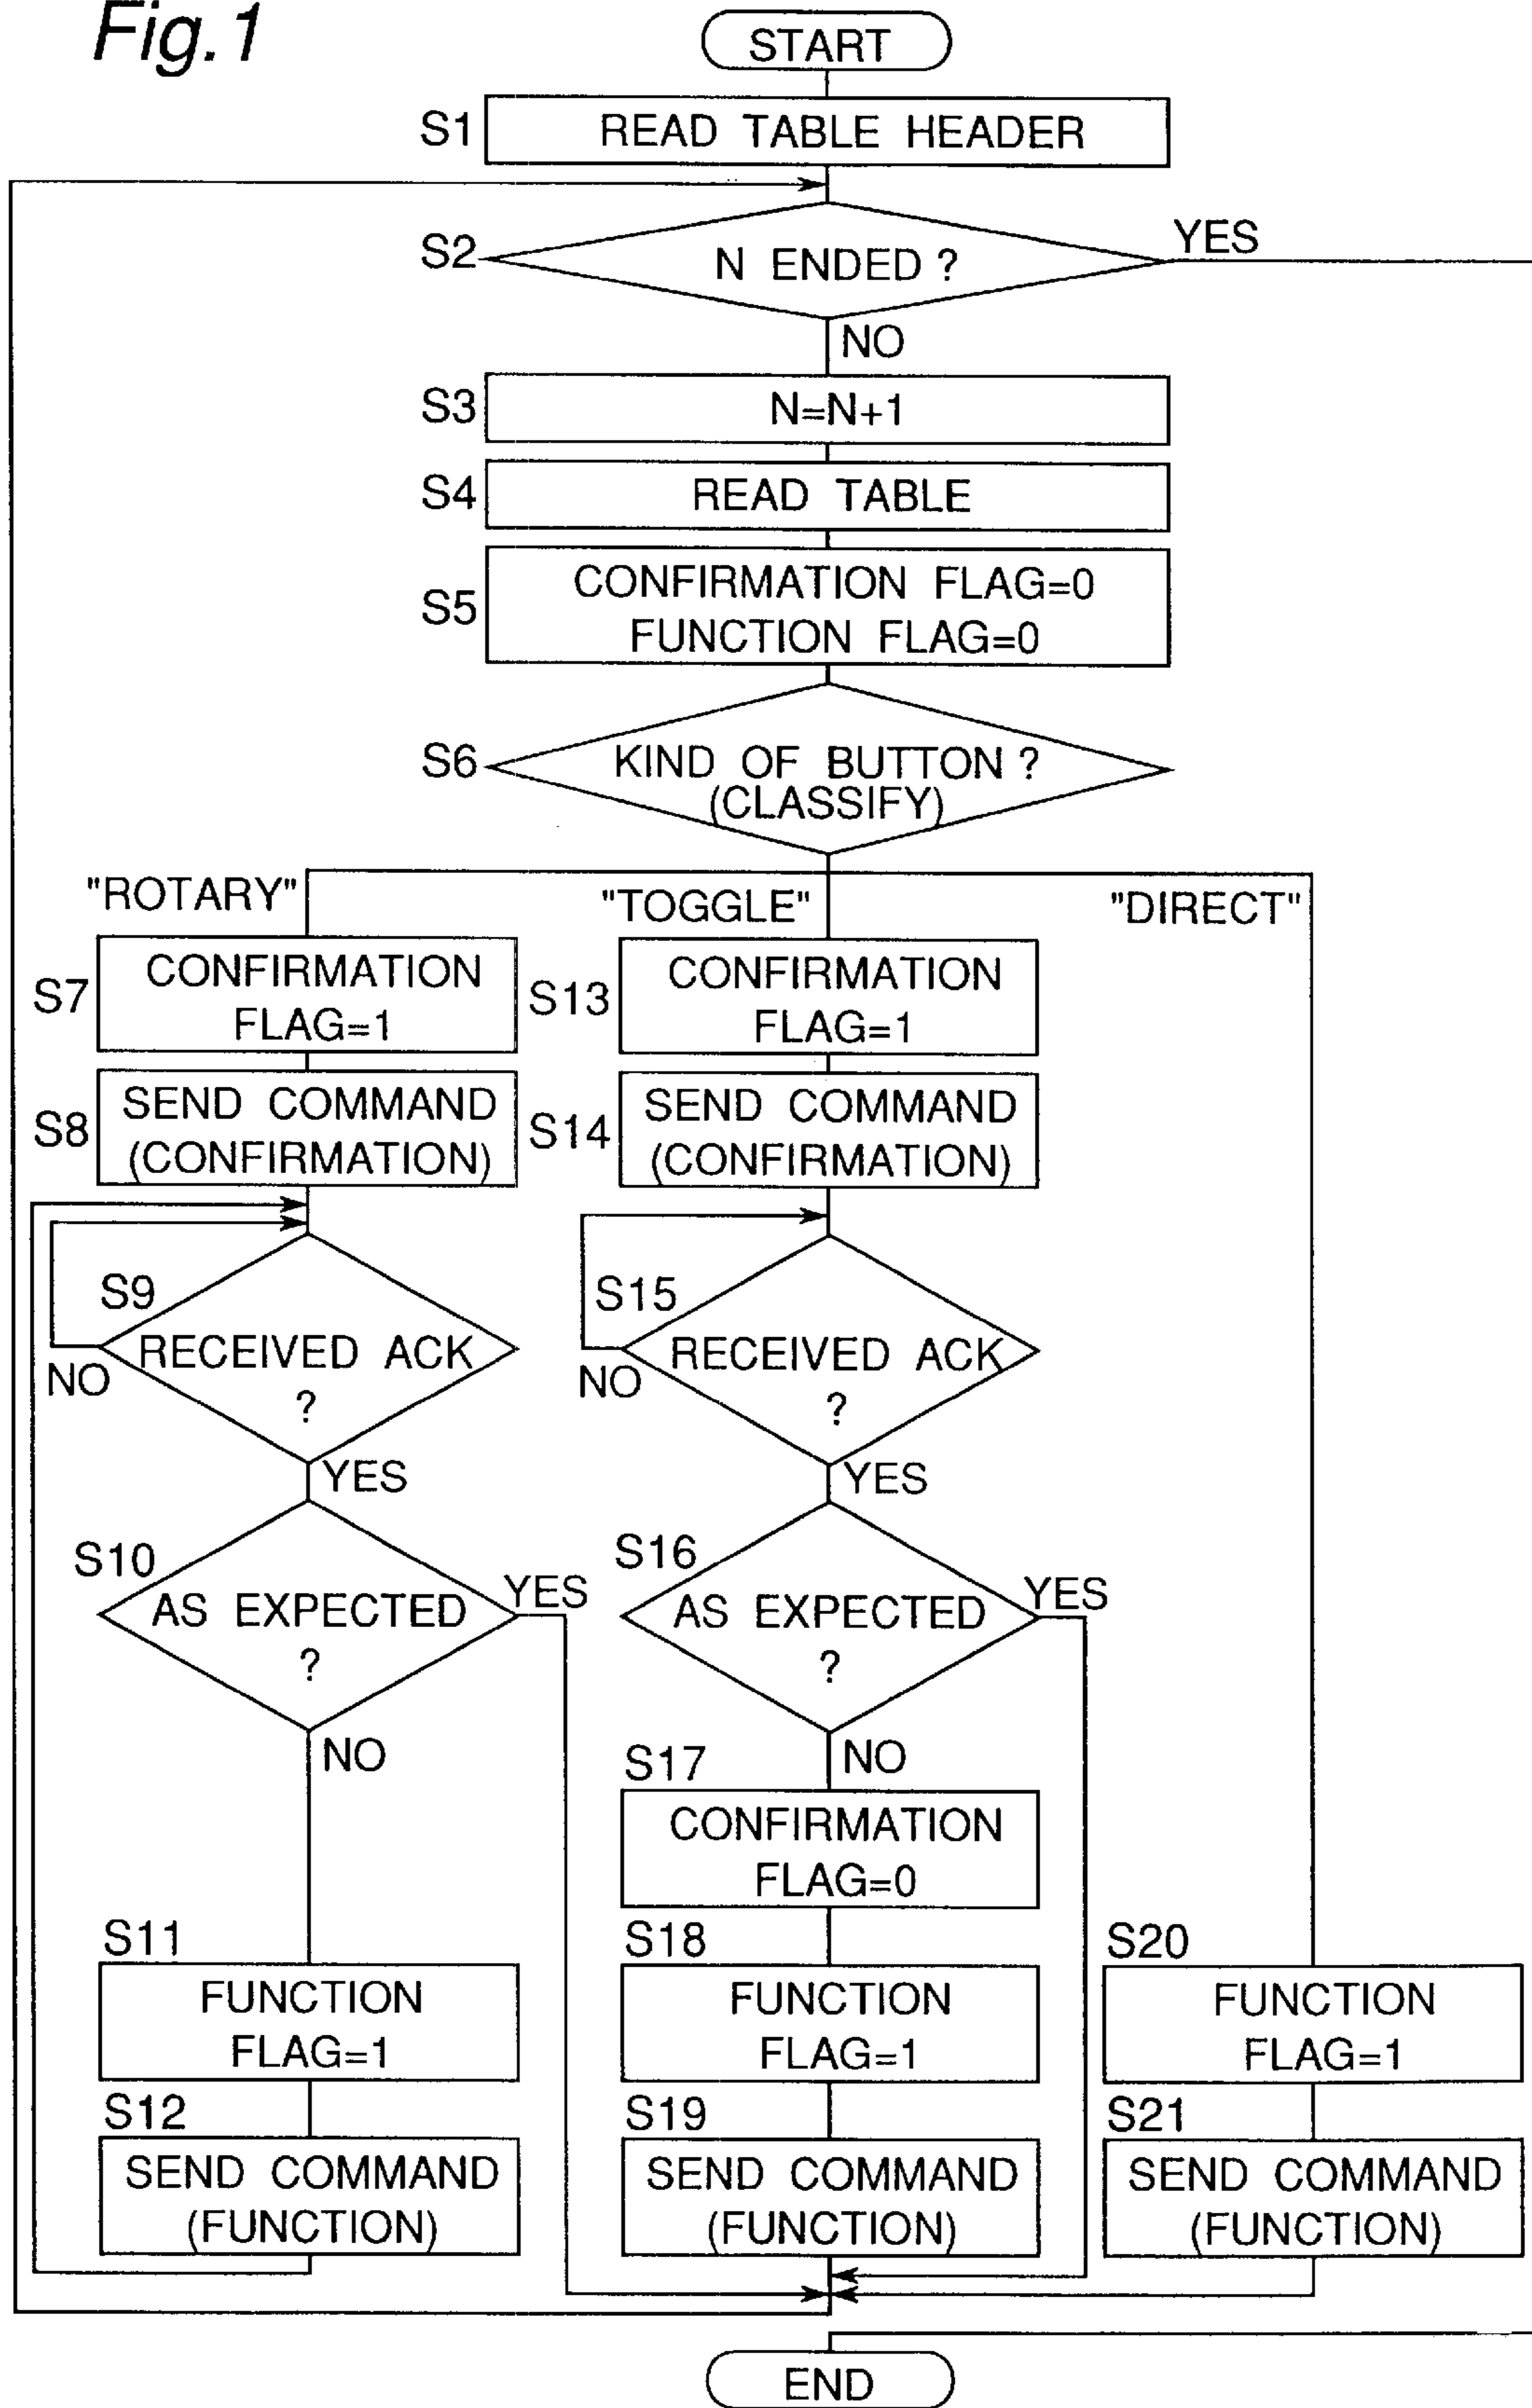 Fig.1
START
S1
READ TABLE HEADER
S2
N ENDED ?
YES
NO
S3
N=N+1
S4
READ TABLE
S5
CONFIRMATION FLAG=0
FUNCTION FLAG=0
S6
KIND OF BUTTON ?
(CLASSIFY)
"ROTARY"
"TOGGLE"
"DIRECT"
S7
CONFIRMATION
FLAG=1
S8
SEND COMMAND
(CONFIRMATION)
S9
RECEIVED ACK
?
NO
YES
S10
AS EXPECTED
?
YES
NO
S11
FUNCTION
FLAG=1
S12
SEND COMMAND
(FUNCTION)
S13
CONFIRMATION
FLAG=1
S14
SEND COMMAND
(CONFIRMATION)
S15
RECEIVED ACK
?
NO
YES
S16
AS EXPECTED
?
YES
NO
S17
CONFIRMATION
FLAG=0
S18
FUNCTION
FLAG=1
S19
SEND COMMAND
(FUNCTION)
S20
FUNCTION
FLAG=1
S21
SEND COMMAND
(FUNCTION)
END